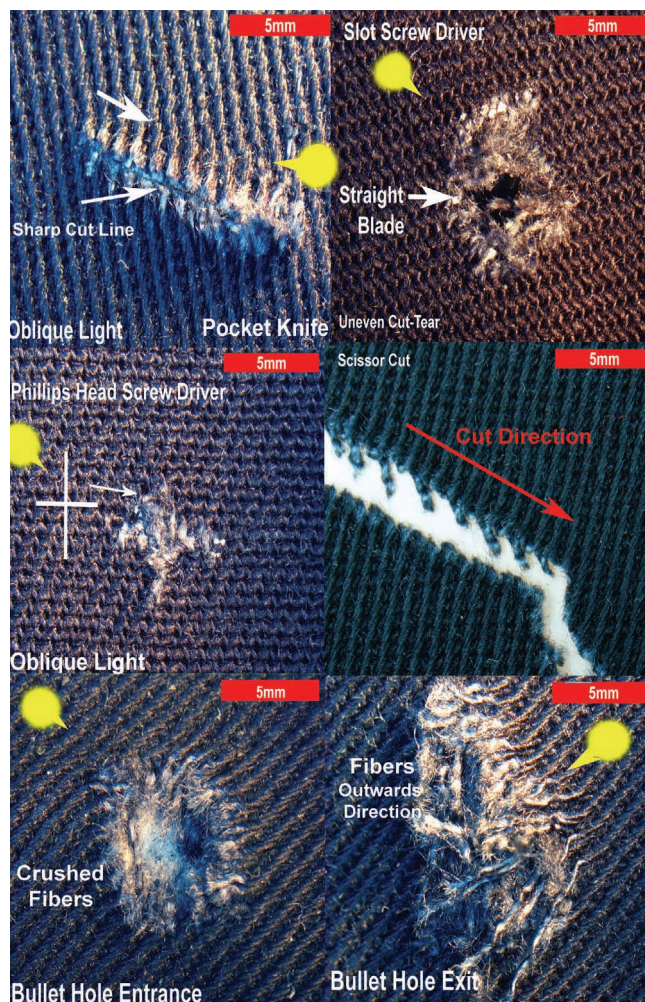 5mm
Sharp Cut Line
Oblique Light
Pocket Knife
Slot Screw Driver
5mm
Straight
Blade
Uneven Cut-Tear
5mm
Phillips Head Screw Driver
Oblique Light
Scissor Cut
5mm
Cut Direction
5mm
Crushed
Fibers
Bullet Hole Entrance
5mm
Fibers
Outwards
Direction
Bullet Hole Exit